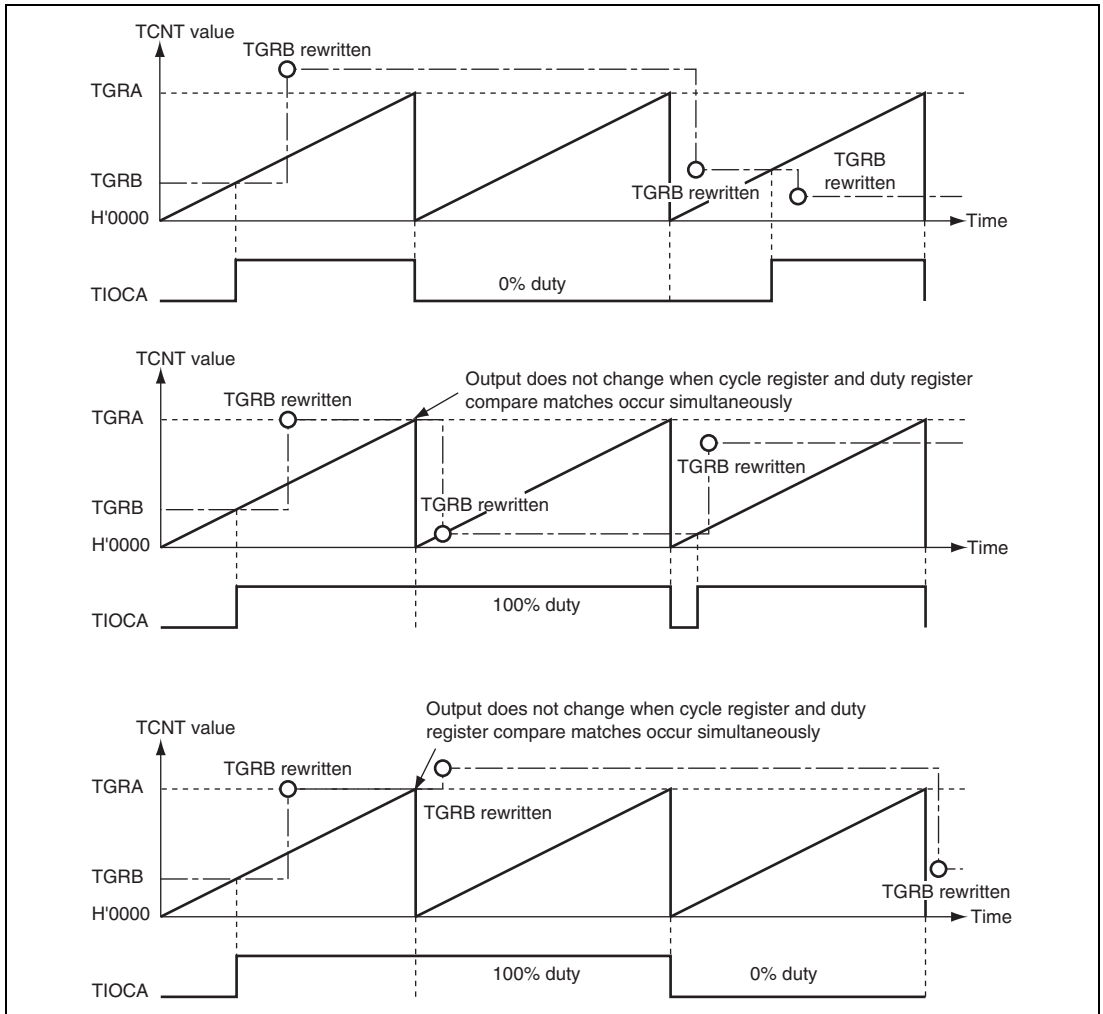 TCNT value
TGRB rewritten
TGRA
TGRB
rewritten
TGRB
TGRB rewritten
H'0000
Time
0% duty
TIOCA
TCNT value
Output does not change when cycle register and duty register
compare matches occur simultaneously
TGRB rewritten
TGRA
TGRB rewritten
TGRB rewritten
TGRB
H'0000
Time
100% duty
TIOCA
Output does not change when cycle register and duty
register compare matches occur simultaneously
TCNT value
TGRB rewritten
TGRA
TGRB rewritten
TGRB
TGRB rewritten
H'0000
Time
100% duty
0% duty
TIOCA